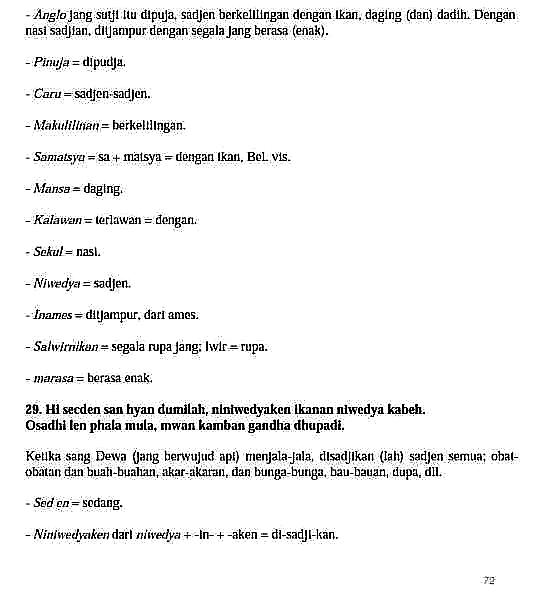 - Anglo jang sutji itu dipuja, sadjen berkelilingan dengan ikan, daging (dan) dadih. Dengan
nasi sadjian, ditjampur dengan segala jang berasa (enak).
- Pinuja = dipudja.
- Caru = sadjen-sadjen.
- Makulilinan = berkelilingan.
- Samatsya = sa + matsya = dengan ikan, Bel. vis.
- Mansa = daging.
- Kalawan = terlawan = dengan.
- Sekul = nasi.
- Niwedya = sadjen.
- Inames = ditjampur, dari ames.
- Salwirnikan = segala rupa jang; lwir = rupa.
- marasa = berasa enak.
29. Hi secden san hyan dumilah, niniwedyaken ikanan niwedya kabeh.
Osadhi len phala mula, mwan kamban gandha dhupadi.
Ketika sang Dewa (jang berwujud api) menjala-jala, disadjikan (lah) sadjen semua; obat-
obatan dan buah-buahan, akar-akaran, dan bunga-bunga, bau-bauan, dupa, dll.
- Sed en = sedang.
- Niniwedyaken dari niwedya + -in- + -aken = di-sadji-kan.
72